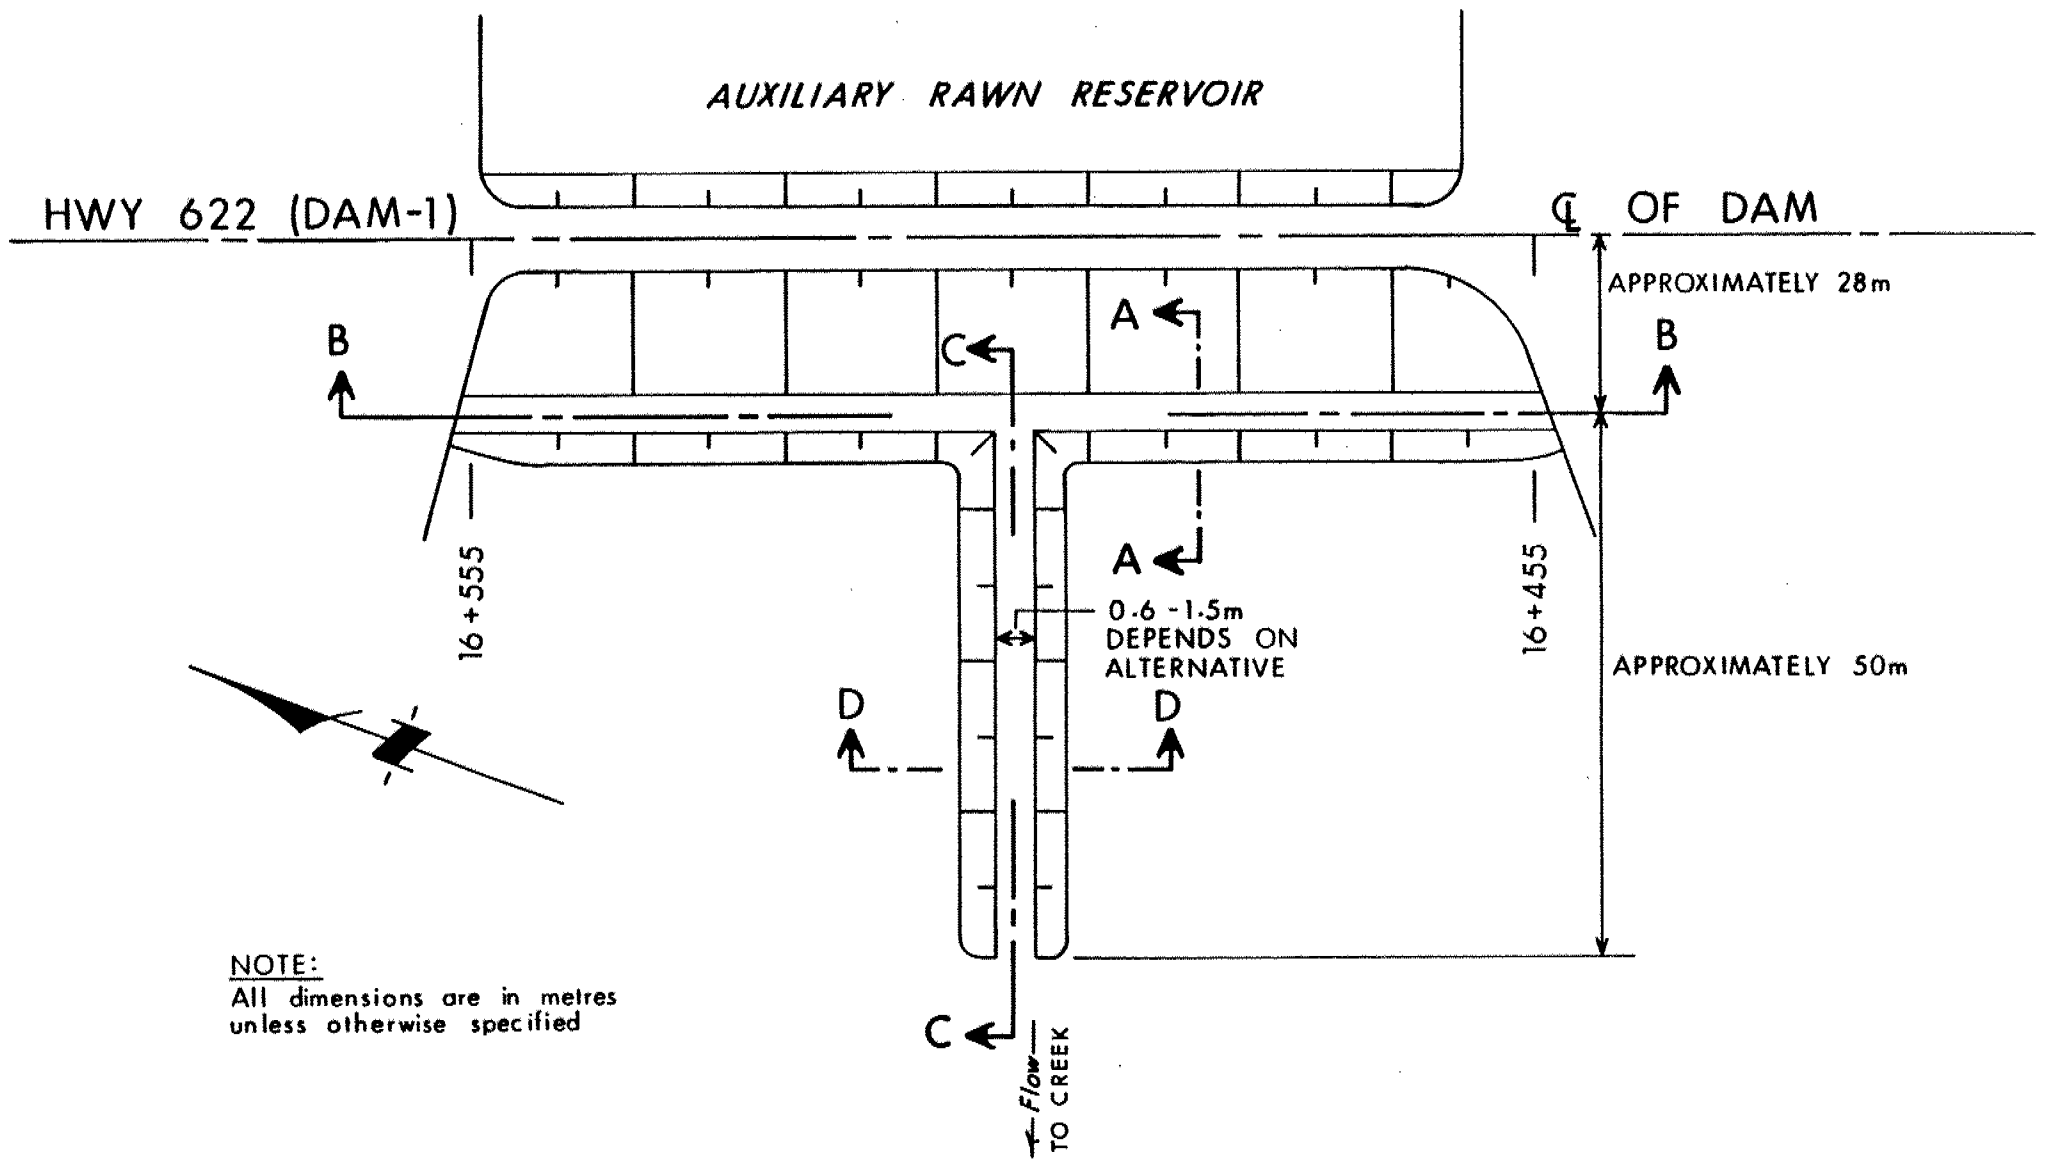 AUXILIARY RAWN RESERVOIR
HWY 622 (DAM-1)
℄ OF DAM
APPROXIMATELY 28m
A
B
C
B
A
16+555
16+455
0.6 -1.5m
DEPENDS ON
ALTERNATIVE
APPROXIMATELY 50m
D
D
NOTE:
All dimensions are in metres
unless otherwise specified
C
Flow
TO CREEK